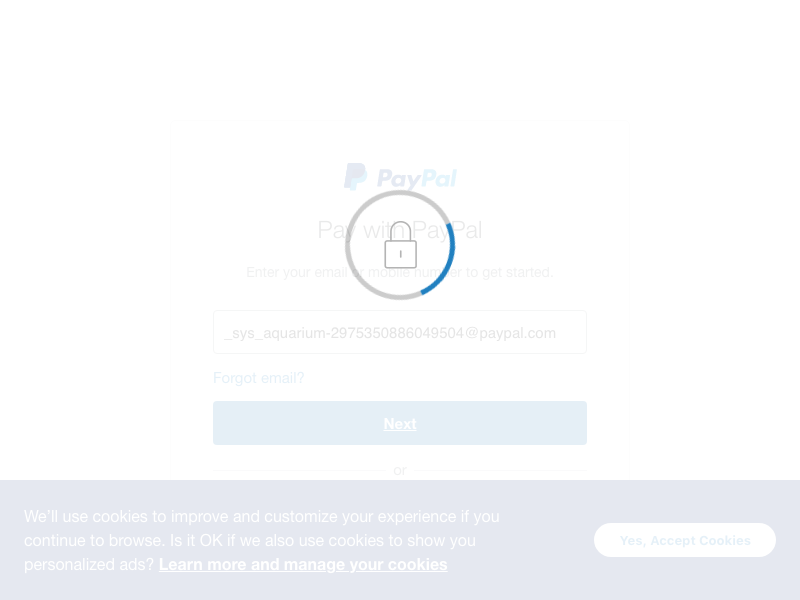 PayPal
Pay with PayPal
Enter your email or mobile number to get started.
_sys_aquarium-2975350886049504@paypal.com
Forgot email?
Next
or
We'll use cookies to improve and customize your experience if you
continue to browse. Is it OK if we also use cookies to show you
personalized ads? Learn more and manage your cookies
Yes, Accept Cookies